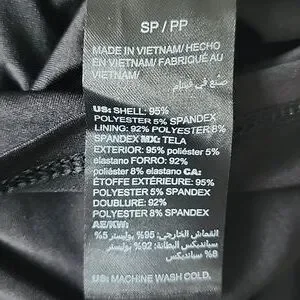 SP / PP
MADE IN VIETNAM/ HECHO
EN VIETNAM/ FABRIQUÉ AU
VIETNAM/
صنع في فيتنام
US: SHELL: 95%
POLYESTER 5% SPANDEX
LINING: 92% POLYESTER 8%
SPANDEX MX: TELA
EXTERIOR: 95% poliéster 5%
elastano FORRO: 92%
poliéster 8% elastano CA:
ÉTOFFE EXTÉRIEURE: 95%
POLYESTER 5% SPANDEX
DOUBLURE: 92%
POLYESTER 8% SPANDEX
AE/KW:
القماش الخارجي: 95% بوليستر 5%
سباندیکس البطانة: 92% بوليستر
8% سباندیکس
US: MACHINE WASH COLD.